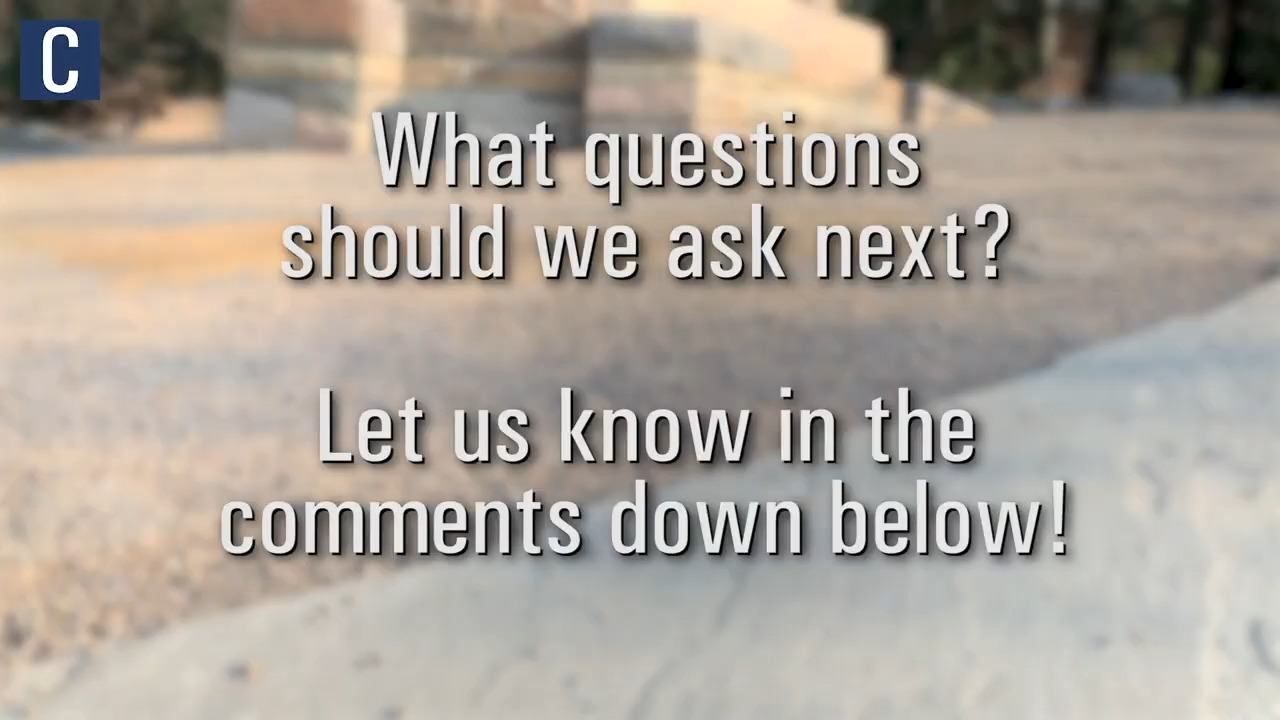 C
What questions
should we ask next?
Let us know in the
comments down below!